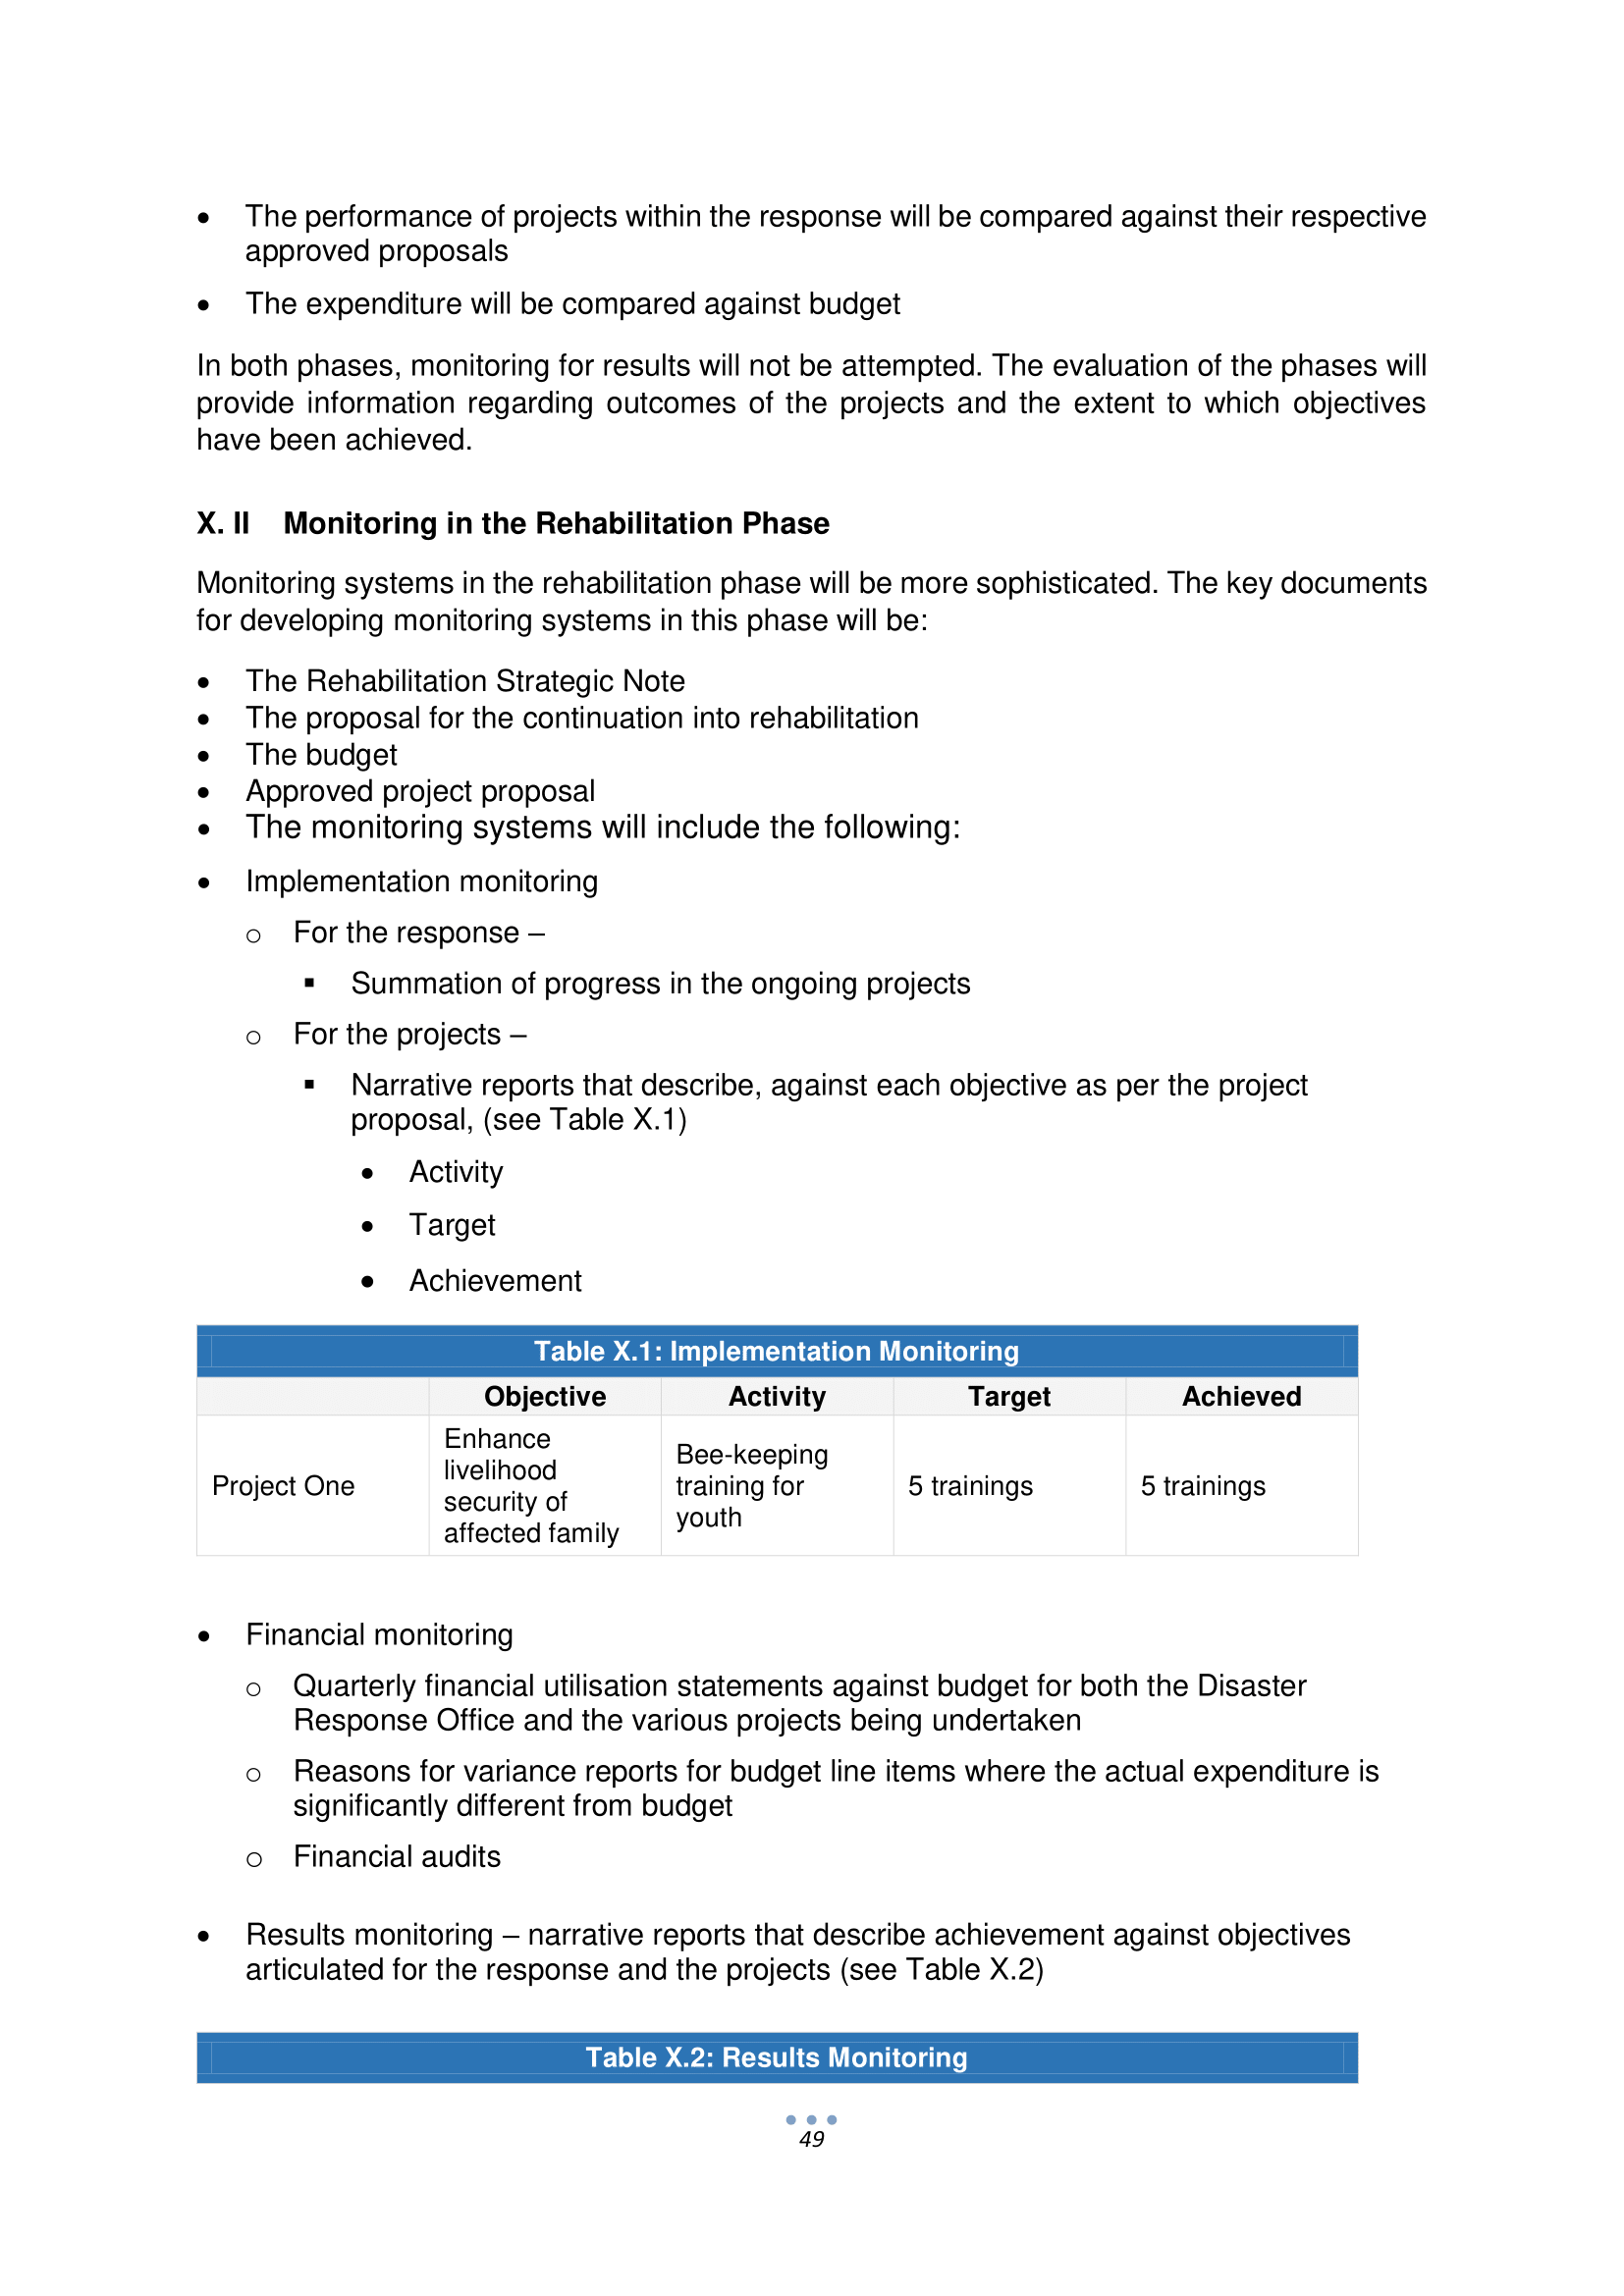 • The performance of projects within the response will be compared against their respective
approved proposals
• The expenditure will be compared against budget
In both phases, monitoring for results will not be attempted. The evaluation of the phases will
provide information regarding outcomes of the projects and the extent to which objectives
have been achieved.
X. II Monitoring in the Rehabilitation Phase
Monitoring systems in the rehabilitation phase will be more sophisticated. The key documents
for developing monitoring systems in this phase will be:
• The Rehabilitation Strategic Note
• The proposal for the continuation into rehabilitation
• The budget
• Approved project proposal
• The monitoring systems will include the following:
• Implementation monitoring
o For the response –
▪ Summation of progress in the ongoing projects
o For the projects –
▪ Narrative reports that describe, against each objective as per the project
proposal, (see Table X.1)
• Activity
• Target
• Achievement
Table X.1: Implementation Monitoring
Objective Activity Target Achieved
Project One
Enhance
livelihood
security of
affected family
Bee-keeping
training for
youth
5 trainings
5 trainings
• Financial monitoring
o Quarterly financial utilisation statements against budget for both the Disaster
Response Office and the various projects being undertaken
o Reasons for variance reports for budget line items where the actual expenditure is
significantly different from budget
o Financial audits
• Results monitoring – narrative reports that describe achievement against objectives
articulated for the response and the projects (see Table X.2)
Table X.2: Results Monitoring
49